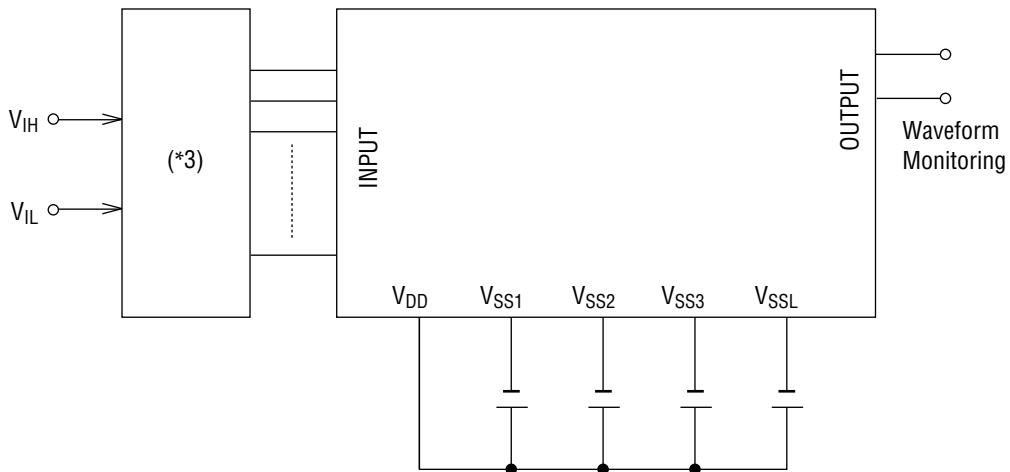 V_IH
V_IL
(*3)
INPUT
OUTPUT
Waveform
Monitoring
V_DD V_SS1 V_SS2 V_SS3 V_SSL